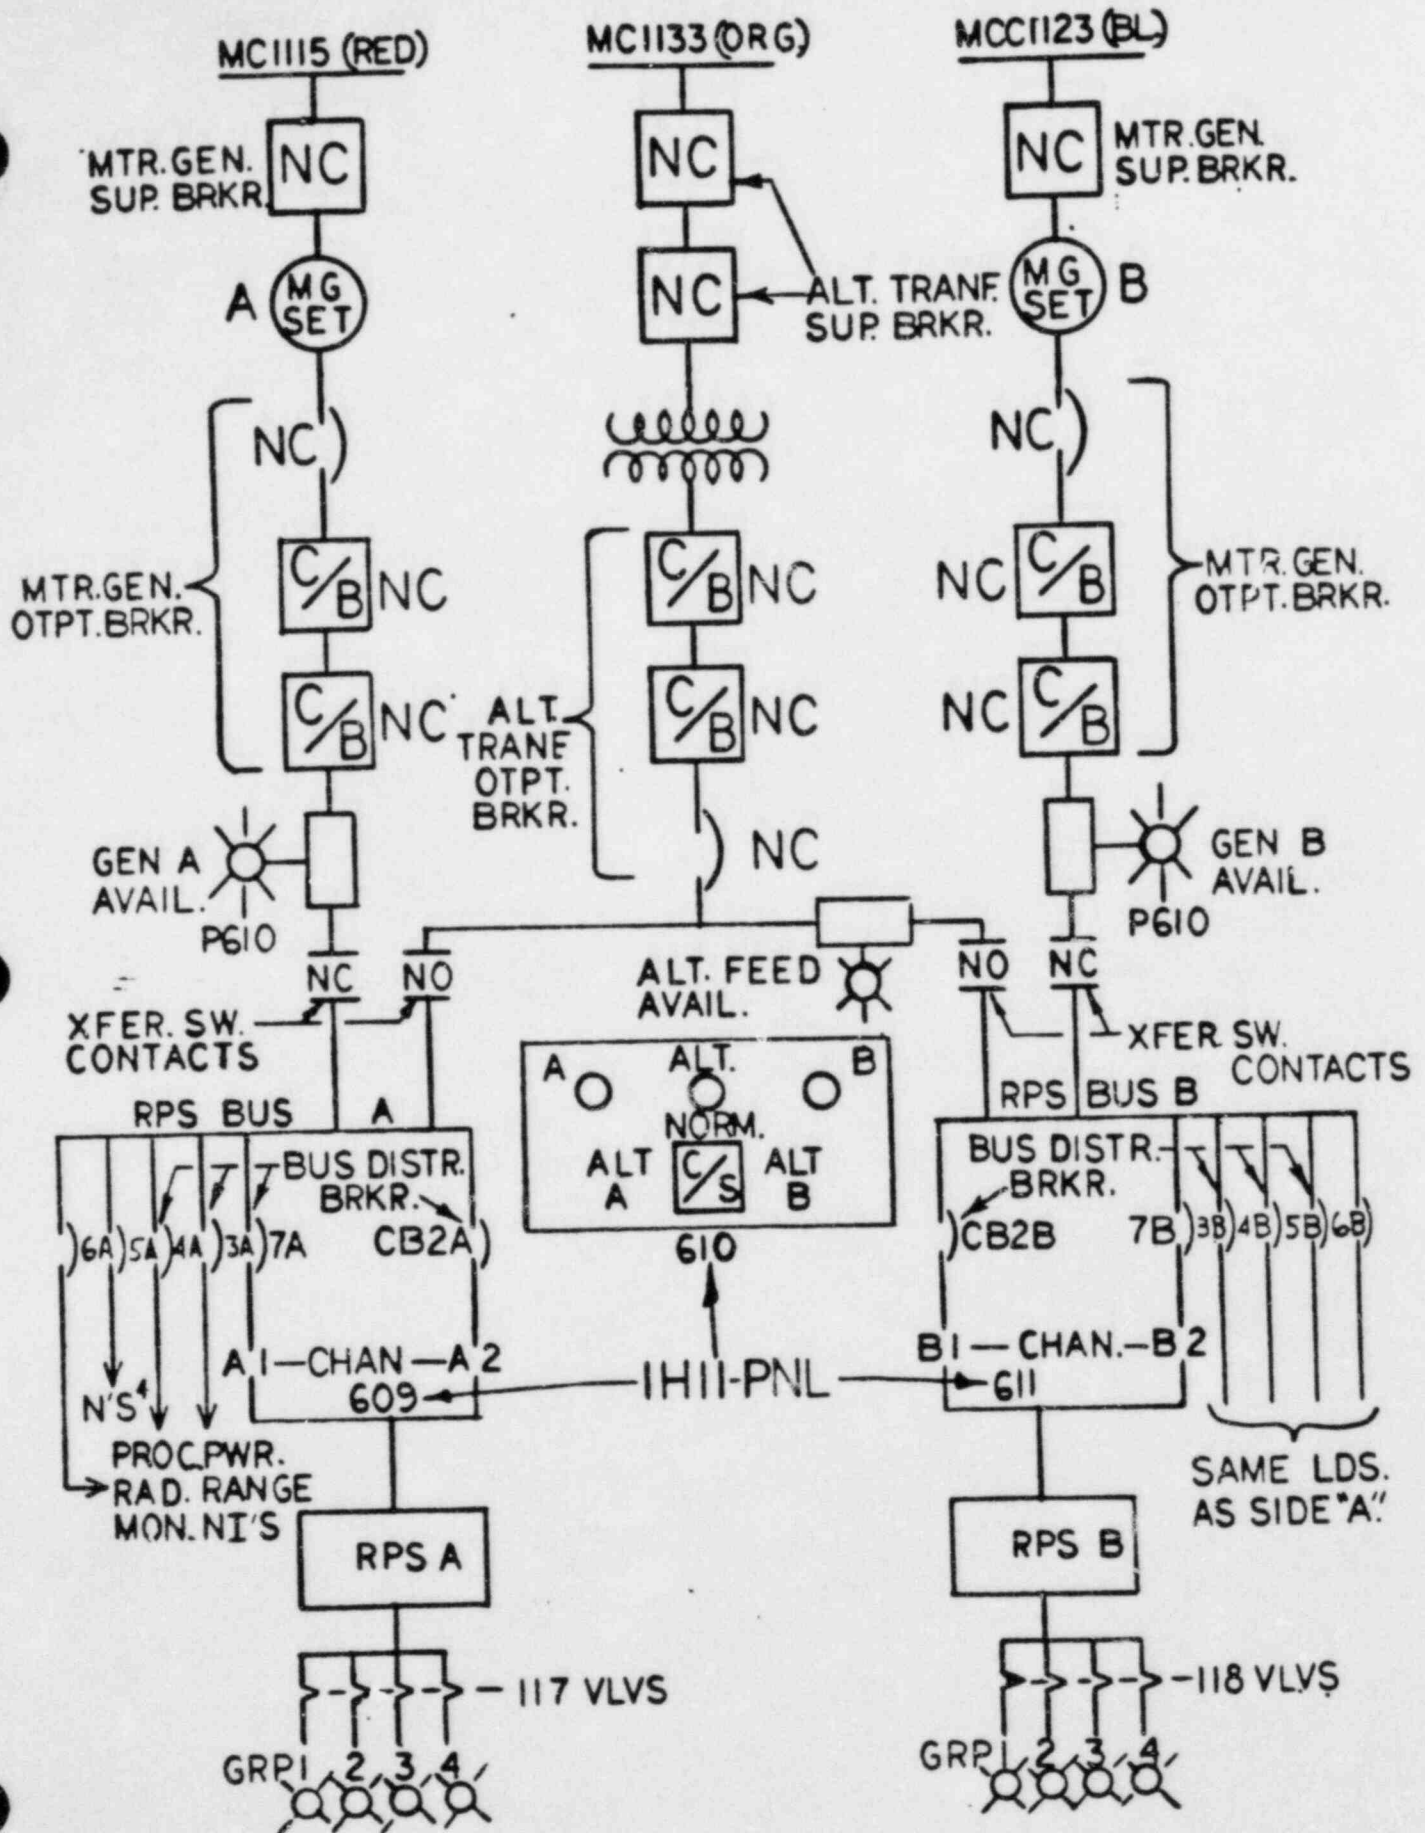 MC1115 (RED)
MC1133 (ORG)
MCC1123 (BL)
MTR.GEN.
SUP. BRKR.
NC
NC
NC
MTR.GEN.
SUP. BRKR.
A
MG
SET
NC
ALT. TRANF.
SUP. BRKR.
MG
SET
B
NC
NC
MTR.GEN.
OTPT.BRKR.
C/B
NC
C/B
NC
NC
C/B
MTR.GEN.
OTPT.BRKR.
C/B
NC
ALT.
TRANF
OTPT.
BRKR.
C/B
NC
NC
C/B
GEN A
AVAIL.
P610
NC
GEN B
AVAIL.
P610
NC
NO
ALT. FEED
AVAIL.
NO
NC
XFER. SW.
CONTACTS
XFER SW.
CONTACTS
A
ALT.
B
NORM.
ALT
A
C/S
ALT
B
610
RPS BUS A
RPS BUS B
BUS DISTR.
BRKR.
BUS DISTR.
BRKR.
6A
5A
4A
3A
7A
CB2A
CB2B
7B
3B
4B
5B
6B
A1-CHAN-A2
609
1H11-PNL
B1-CHAN.-B2
611
N'S
PROC.PWR.
RAD. RANGE
MON. NI'S
SAME LDS.
AS SIDE "A".
RPS A
RPS B
117 VLVS
118 VLVS
GRP1 2 3 4
GRP1 2 3 4